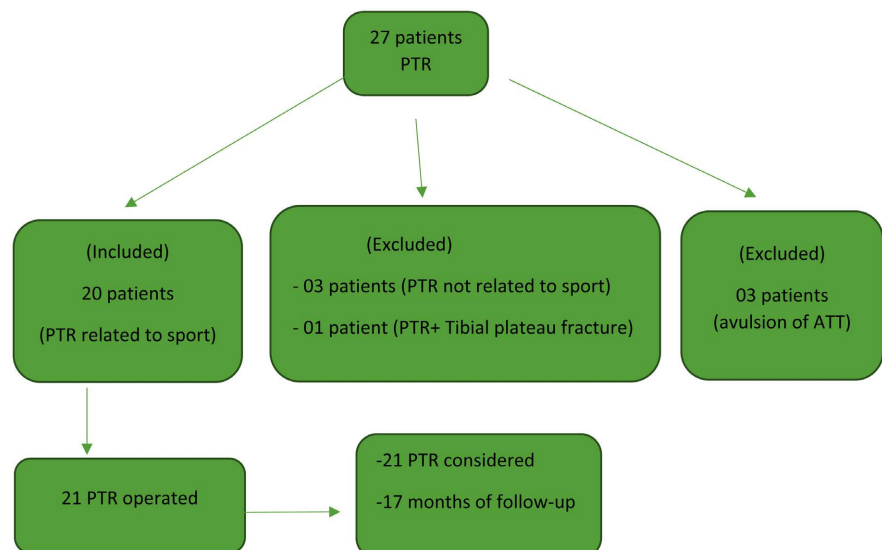 27 patients
PTR
(Included)
20 patients
(PTR related to sport)
(Excluded)
- 03 patients (PTR not related to sport)
- 01 patient (PTR+ Tibial plateau fracture)
(Excluded)
03 patients
(avulsion of ATT)
21 PTR operated
-21 PTR considered
-17 months of follow-up